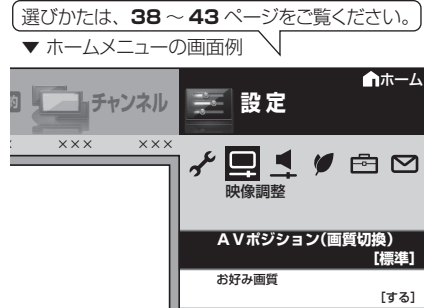 選びかたは、38～43ページをご覧ください。
▼ ホームメニューの画面例
ホーム
チャンネル
設定
××× ×××
映像調整
AVポジション(画質切換)
[標準]
お好み画質
[する]